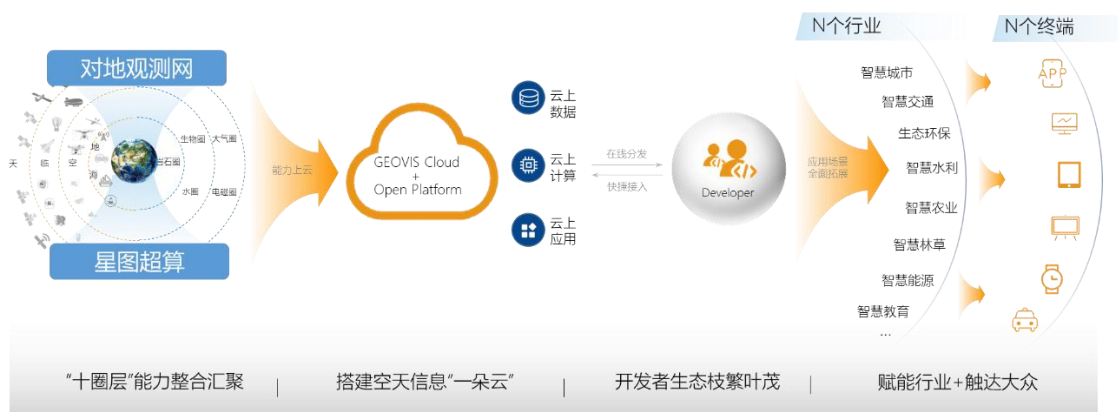 对地观测网
天
临
空
地
海
岩石圈
生物圈
大气圈
水圈
电磁圈
星图超算
能力上云
GEOVIS Cloud
+
Open Platform
云上
数据
云上
计算
云上
应用
在线分发
快捷接入
Developer
应用场景
全面拓展
N个行业
智慧城市
智慧交通
生态环保
智慧水利
智慧农业
智慧林草
智慧能源
智慧教育
...
N个终端
APP
“十圈层”能力整合汇聚
搭建空天信息“一朵云”
开发者生态枝繁叶茂
赋能行业+触达大众